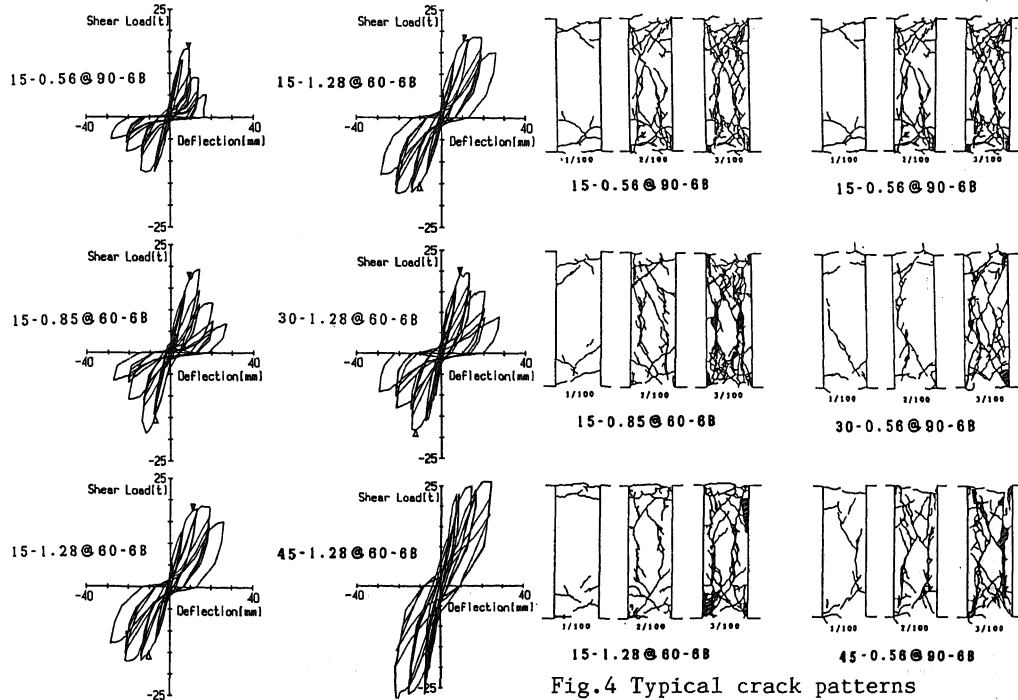 25
Shear Load[t]
15-0.56@90-6B
-40
40
Deflection[mm]
-25
25
Shear Load[t]
15-1.28@60-6B
-40
40
Deflection[mm]
-25
1/100
2/100
3/100
15-0.56@90-6B
1/100
2/100
3/100
15-0.56@90-6B
25
Shear Load[t]
15-0.85@60-6B
-40
40
Deflection[mm]
-25
25
Shear Load[t]
30-1.28@60-6B
-40
40
Deflection[mm]
-25
1/100
2/100
3/100
15-0.85@60-6B
1/100
2/100
3/100
30-0.56@90-6B
25
Shear Load[t]
15-1.28@60-6B
-40
40
Deflection[mm]
-25
25
Shear Load[t]
45-1.28@60-6B
-40
40
Deflection[mm]
-25
1/100
2/100
3/100
15-1.28@60-6B
1/100
2/100
3/100
45-0.56@90-6B
Fig.4 Typical crack patterns